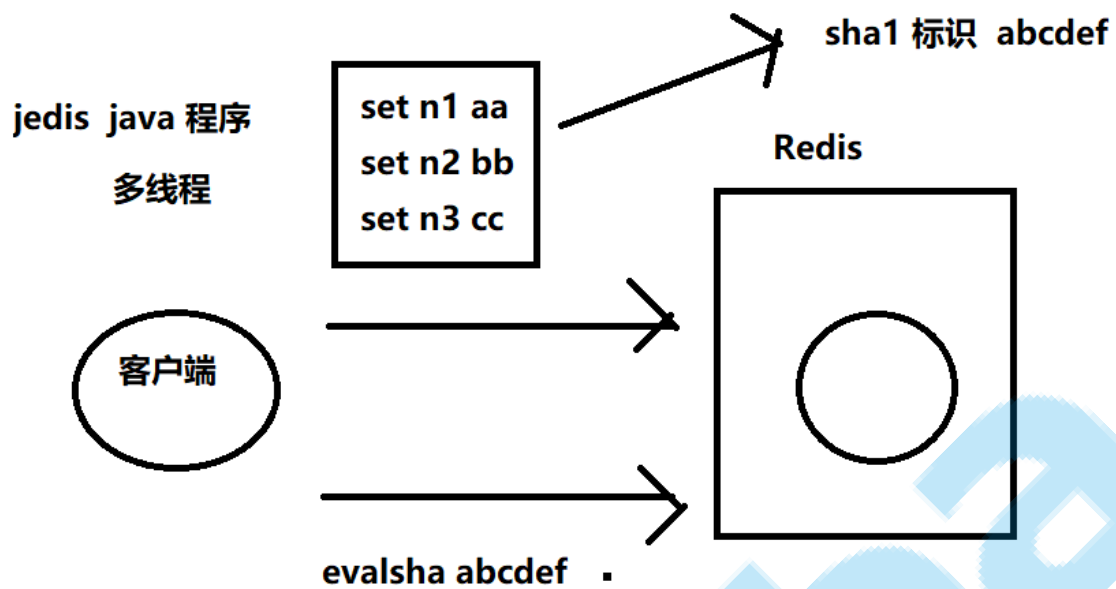 sha1 标识 abcdef
jedis java 程序
多线程
set n1 aa
set n2 bb
set n3 cc
Redis
客户端
evalsha abcdef .